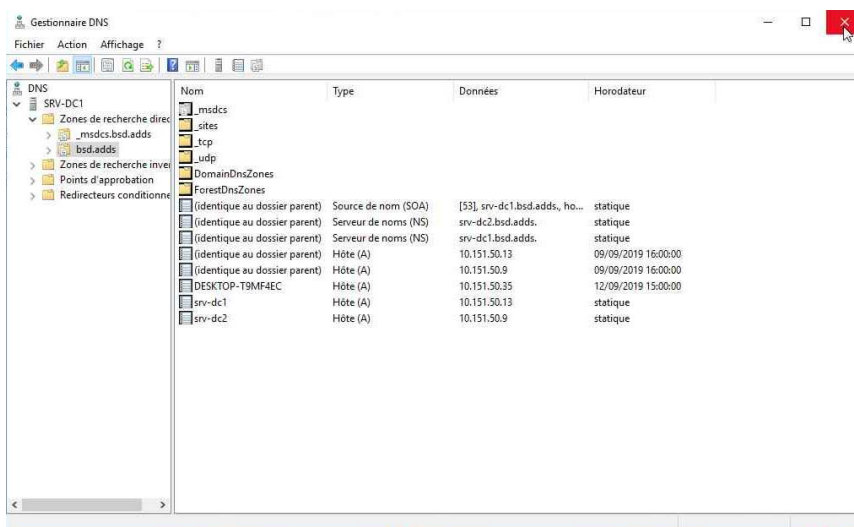 Gestionnaire DNS
Fichier Action Affichage ?
DNS
SRV-DC1
Zones de recherche direc
_msdcs.bsd.adds
bsd.adds
Zones de recherche inver
Points d'approbation
Redirecteurs conditionne
Nom Type Données Horodateur
_msdcs
_sites
_tcp
_udp
DomainDnsZones
ForestDnsZones
(identique au dossier parent) Source de nom (SOA) [53], srv-dc1.bsd.adds., ho... statique
(identique au dossier parent) Serveur de noms (NS) srv-dc2.bsd.adds. statique
(identique au dossier parent) Serveur de noms (NS) srv-dc1.bsd.adds. statique
(identique au dossier parent) Hôte (A) 10.151.50.13 09/09/2019 16:00:00
(identique au dossier parent) Hôte (A) 10.151.50.9 09/09/2019 16:00:00
DESKTOP-T9MF4EC Hôte (A) 10.151.50.35 12/09/2019 15:00:00
srv-dc1 Hôte (A) 10.151.50.13 statique
srv-dc2 Hôte (A) 10.151.50.9 statique